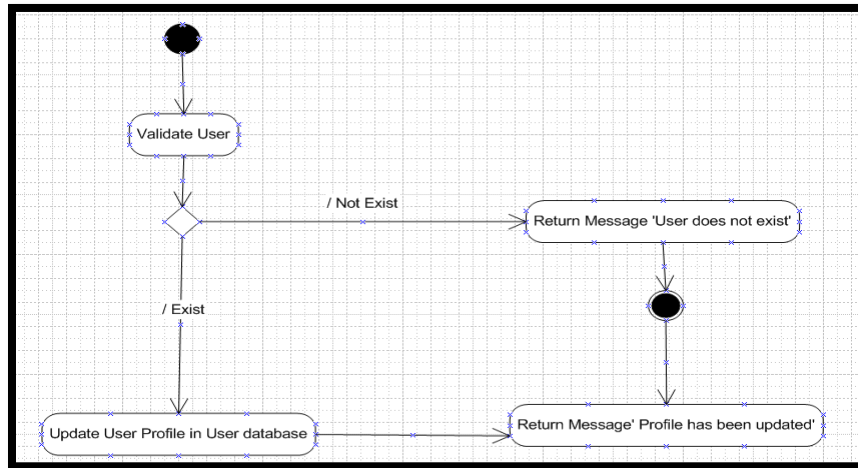 Validate User
/ Not Exist
Return Message 'User does not exist'
/ Exist
Update User Profile in User database
Return Message' Profile has been updated'